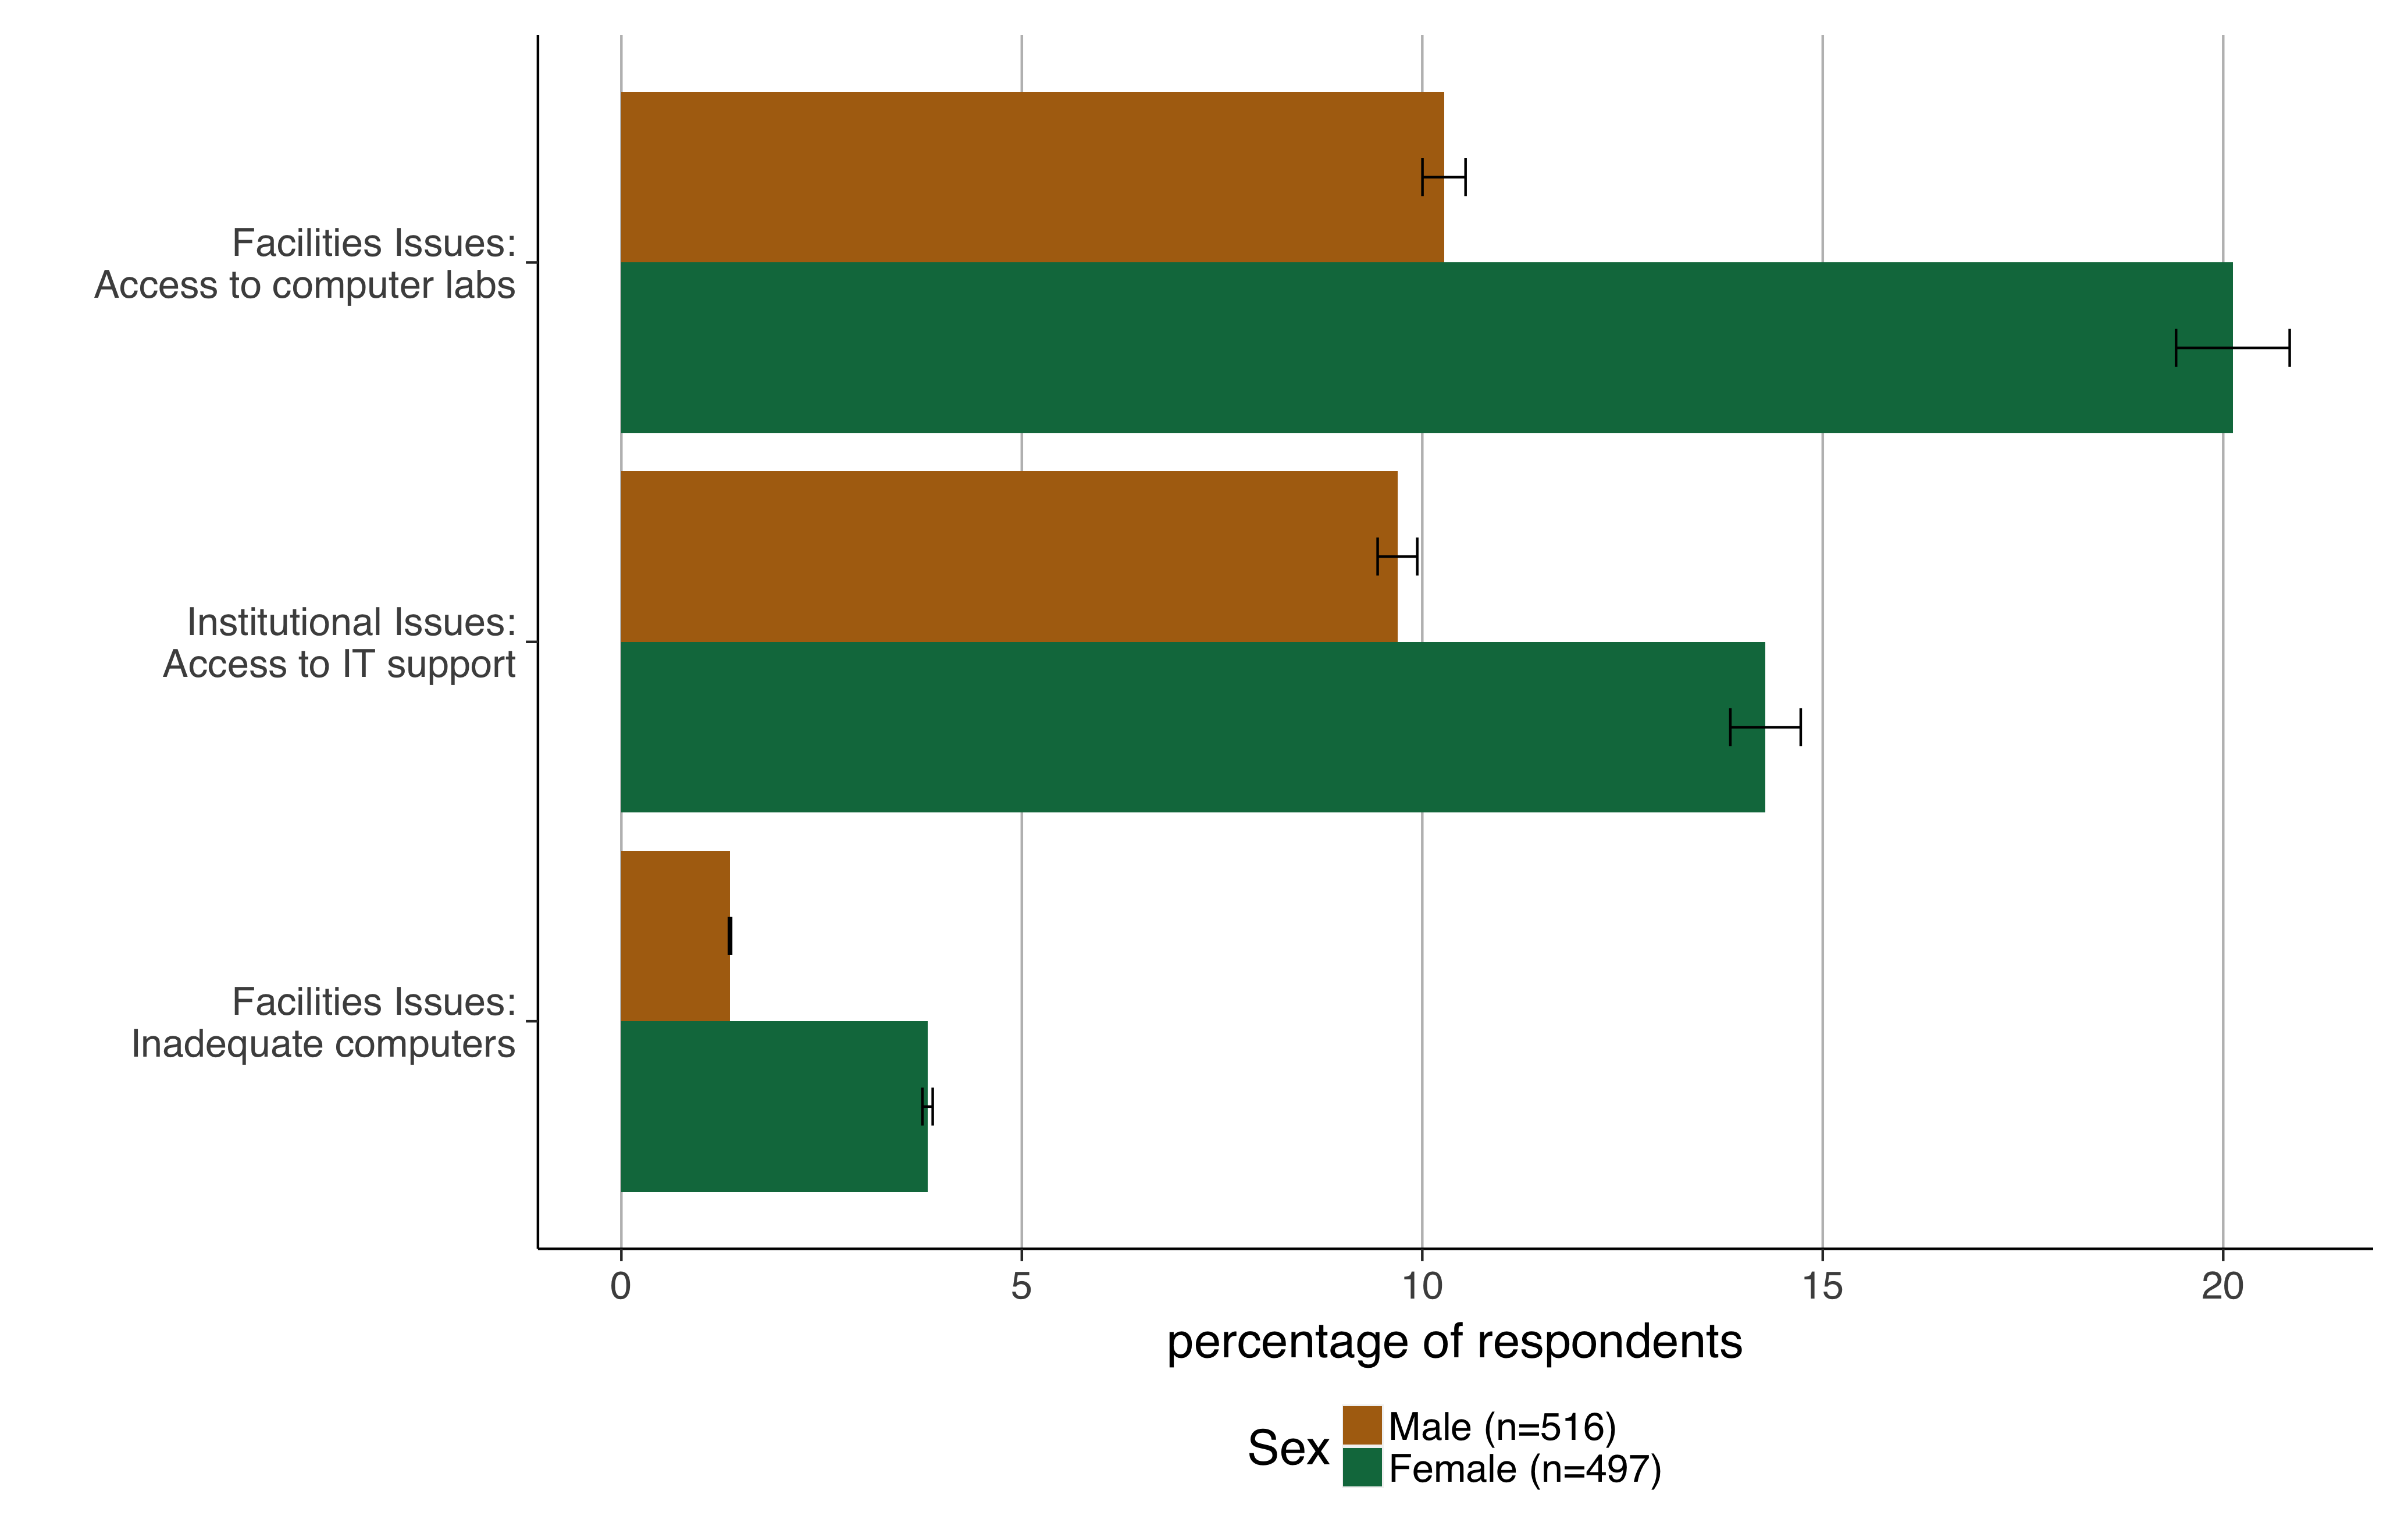 Facilities Issues:
Access to computer labs
Institutional Issues:
Access to IT support
Facilities Issues:
Inadequate computers
0 5 10 15 20
percentage of respondents
Sex
Male (n=516)
Female (n=497)